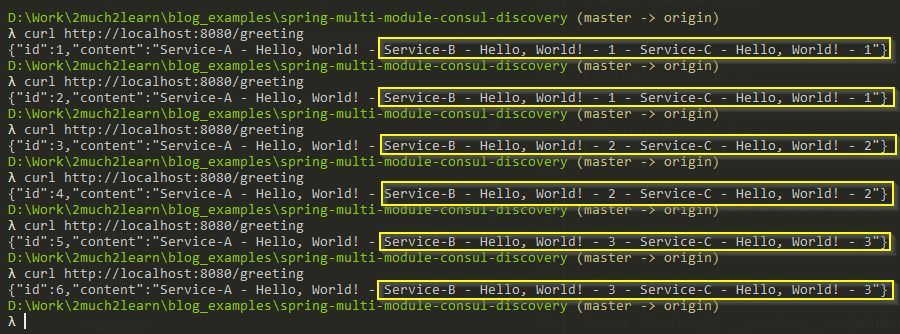 D:\Work\2much2learn\blog_examples\spring-multi-module-consul-discovery (master -> origin)
λ curl http://localhost:8080/greeting
{"id":1,"content":"Service-A - Hello, World! - Service-B - Hello, World! - 1 - Service-C - Hello, World! - 1"}
D:\Work\2much2learn\blog_examples\spring-multi-module-consul-discovery (master -> origin)
λ curl http://localhost:8080/greeting
{"id":2,"content":"Service-A - Hello, World! - Service-B - Hello, World! - 1 - Service-C - Hello, World! - 1"}
D:\Work\2much2learn\blog_examples\spring-multi-module-consul-discovery (master -> origin)
λ curl http://localhost:8080/greeting
{"id":3,"content":"Service-A - Hello, World! - Service-B - Hello, World! - 2 - Service-C - Hello, World! - 2"}
D:\Work\2much2learn\blog_examples\spring-multi-module-consul-discovery (master -> origin)
λ curl http://localhost:8080/greeting
{"id":4,"content":"Service-A - Hello, World! - Service-B - Hello, World! - 2 - Service-C - Hello, World! - 2"}
D:\Work\2much2learn\blog_examples\spring-multi-module-consul-discovery (master -> origin)
λ curl http://localhost:8080/greeting
{"id":5,"content":"Service-A - Hello, World! - Service-B - Hello, World! - 3 - Service-C - Hello, World! - 3"}
D:\Work\2much2learn\blog_examples\spring-multi-module-consul-discovery (master -> origin)
λ curl http://localhost:8080/greeting
{"id":6,"content":"Service-A - Hello, World! - Service-B - Hello, World! - 3 - Service-C - Hello, World! - 3"}
D:\Work\2much2learn\blog_examples\spring-multi-module-consul-discovery (master -> origin)
λ